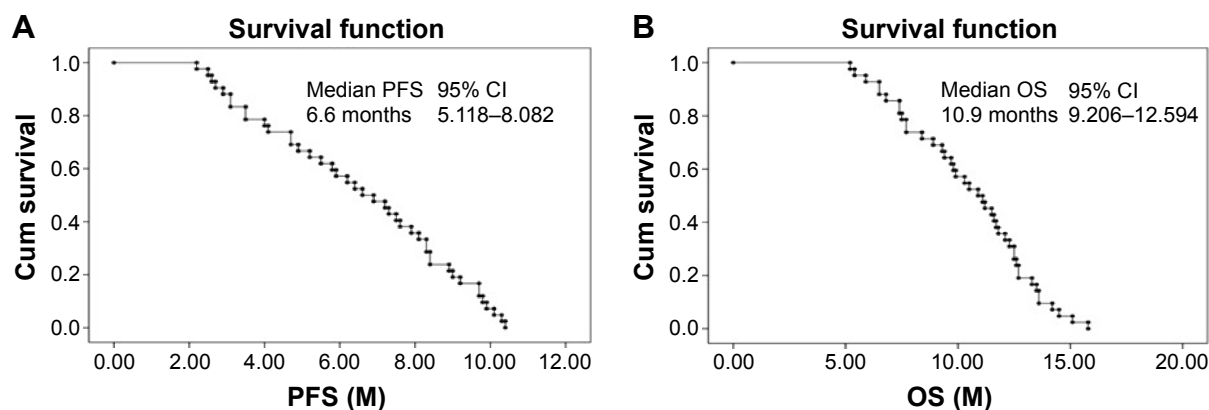 A
Survival function
Median PFS 95% CI
6.6 months 5.118–8.082
Cum survival
1.0
0.8
0.6
0.4
0.2
0.0
0.00 2.00 4.00 6.00 8.00 10.00 12.00
PFS (M)
B
Survival function
Median OS 95% CI
10.9 months 9.206–12.594
Cum survival
1.0
0.8
0.6
0.4
0.2
0.0
0.00 5.00 10.00 15.00 20.00
OS (M)